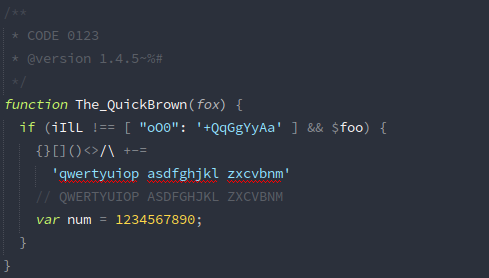 /**
 * CODE 0123
 * @version 1.4.5~%#
 */
function The_QuickBrown(fox) {
  if (iIlL !== [ "oO0": '+QqGgYyAa' ] && $foo) {
    {}[]()<>/\ +-=
      'qwertyuiop asdfghjkl zxcvbnm'
    // QWERTYUIOP ASDFGHJKL ZXCVBNM
    var num = 1234567890;
  }
}